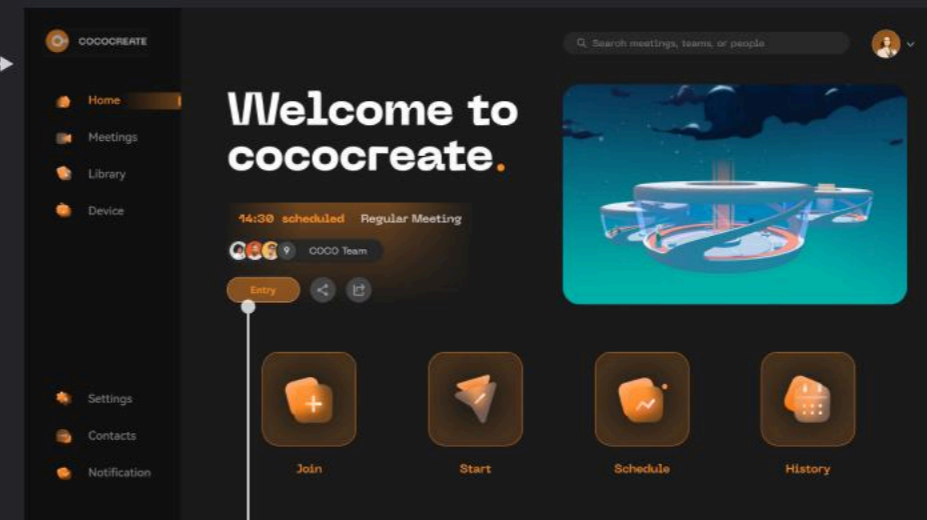 COCOCREATE
Search meetings, teams, or people
Home
Meetings
Library
Device
Welcome to
cococreate.
14:30 scheduled Regular Meeting
9 COCO Team
Entry
Settings
Contacts
Notification
Join
Start
Schedule
History